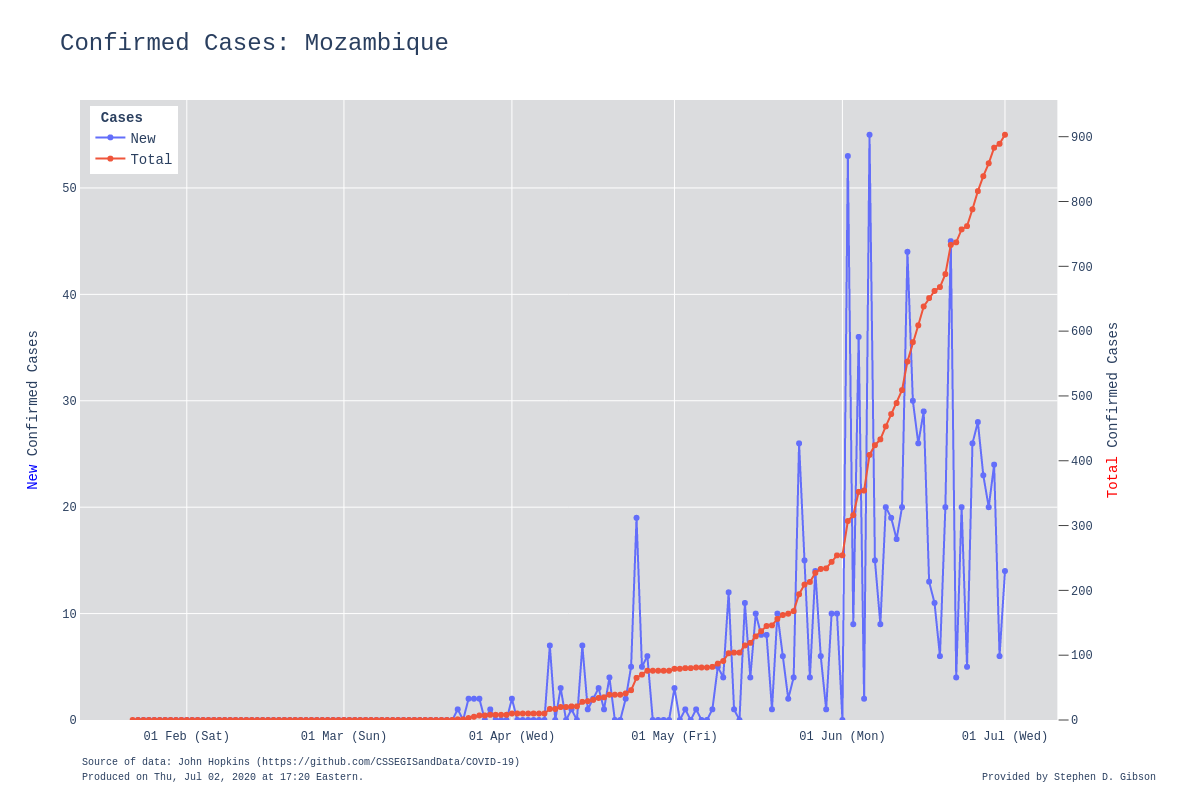 Confirmed Cases: Mozambique
Cases
New
Total
50
40
30
20
10
0
New Confirmed Cases
900
800
700
600
500
400
300
200
100
0
Total Confirmed Cases
01 Feb (Sat) 01 Mar (Sun) 01 Apr (Wed) 01 May (Fri) 01 Jun (Mon) 01 Jul (Wed)
Source of data: John Hopkins (https://github.com/CSSEGISandData/COVID-19)
Produced on Thu, Jul 02, 2020 at 17:20 Eastern.
Provided by Stephen D. Gibson